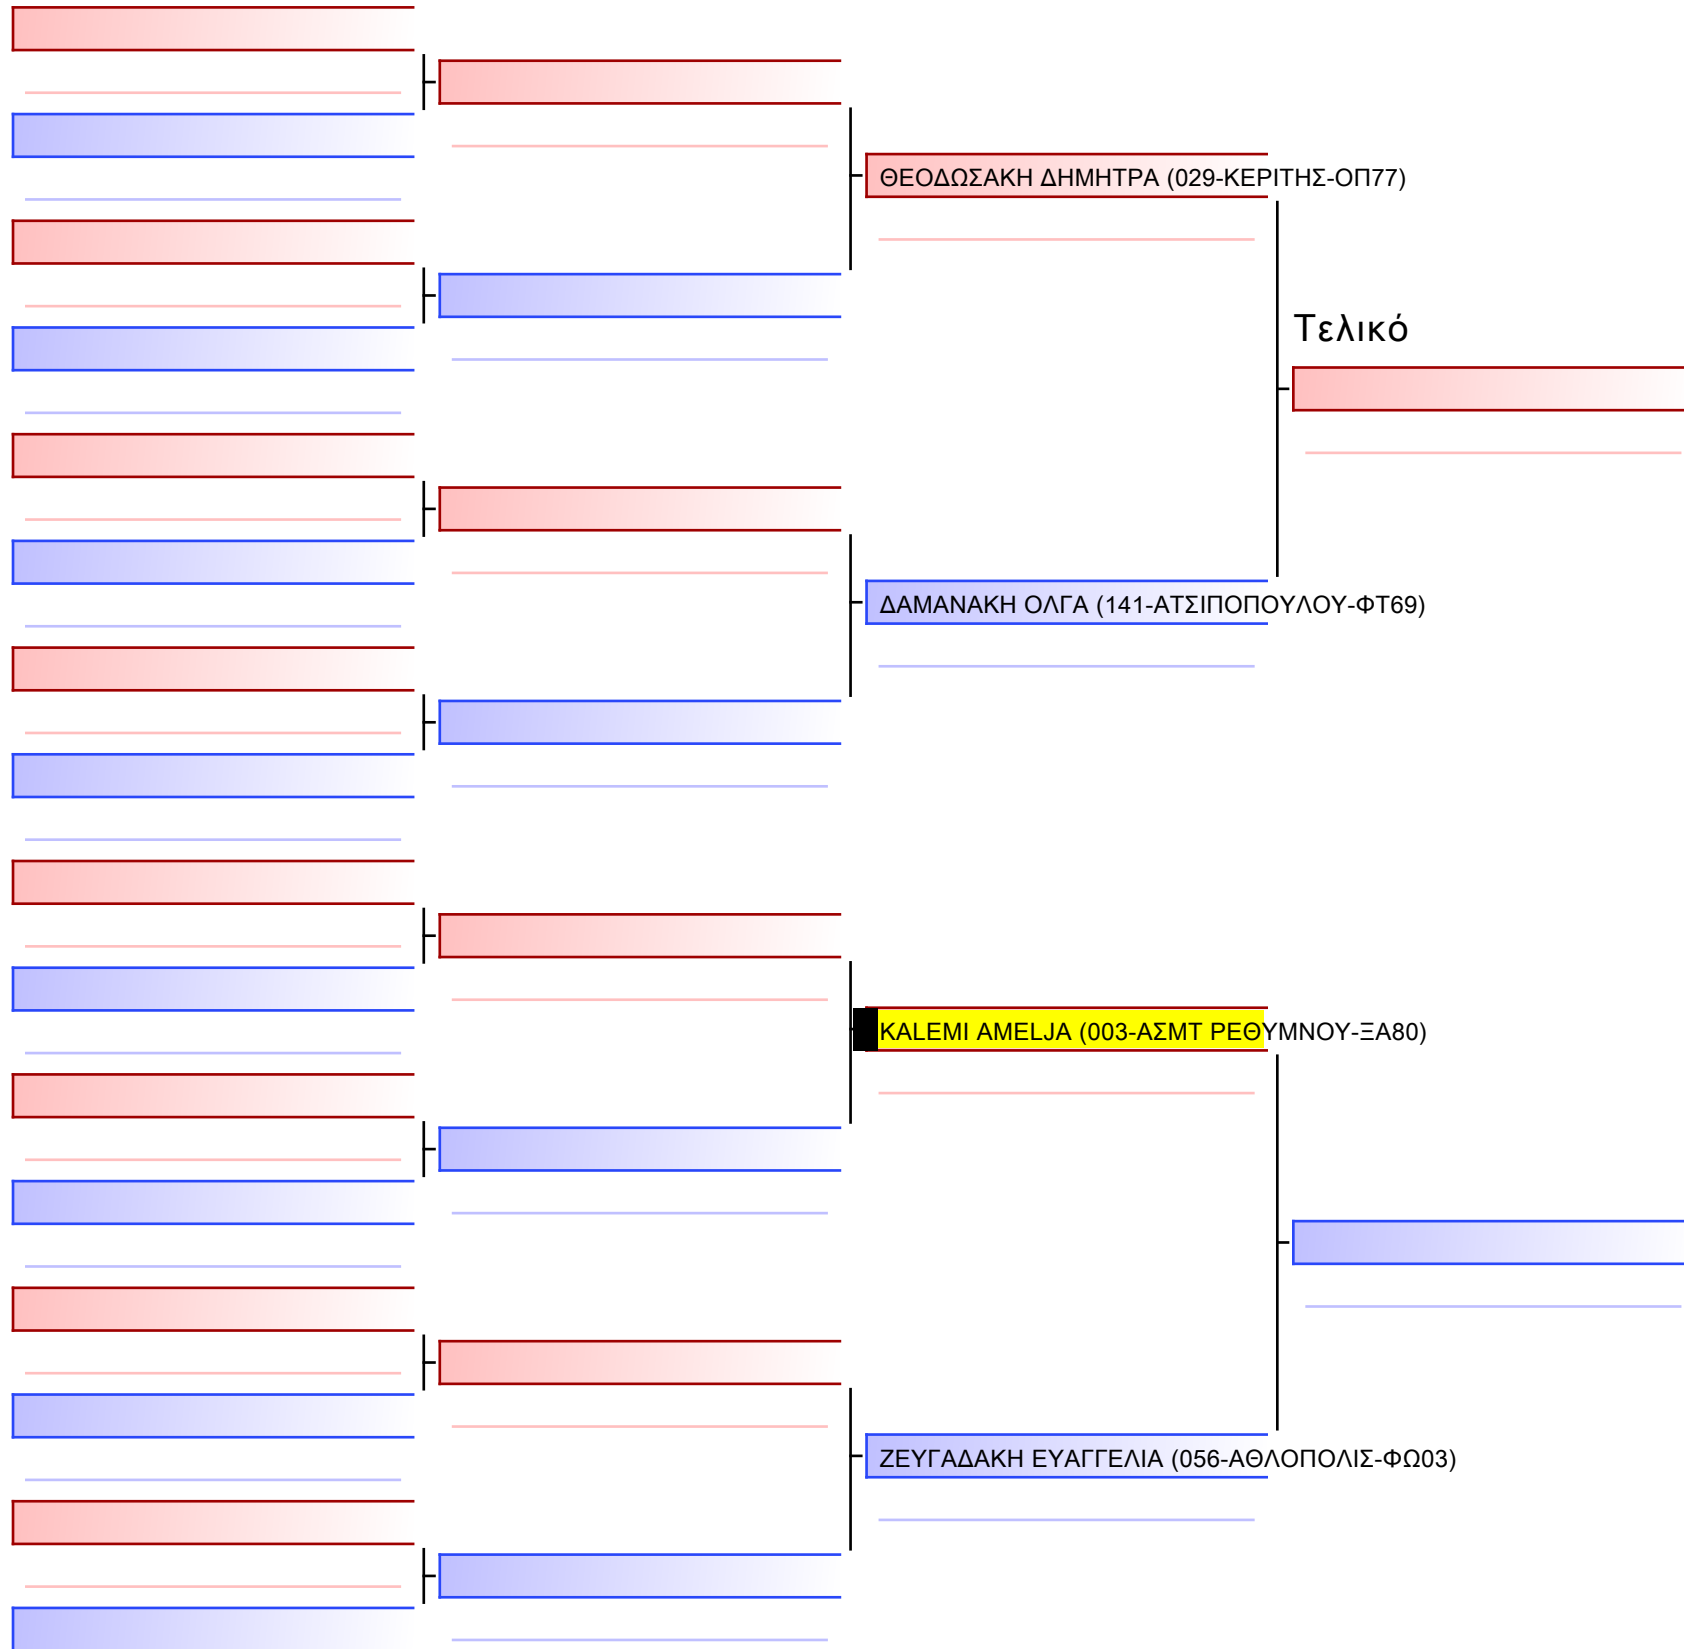 ΘΕΟΔΩΣΑΚΗ ΔΗΜΗΤΡΑ (029-ΚΕΡΙΤΗΣ-ΟΠ77)
Τελικό
ΔΑΜΑΝΑΚΗ ΟΛΓΑ (141-ΑΤΣΙΠΟΠΟΥΛΟΥ-ΦΤ69)
KALEMI AMELJA (003-ΑΣΜΤ ΡΕΘΥΜΝΟΥ-ΞΑ80)
ΖΕΥΓΑΔΑΚΗ ΕΥΑΓΓΕΛΙΑ (056-ΑΘΛΟΠΟΛΙΣ-ΦΩ03)